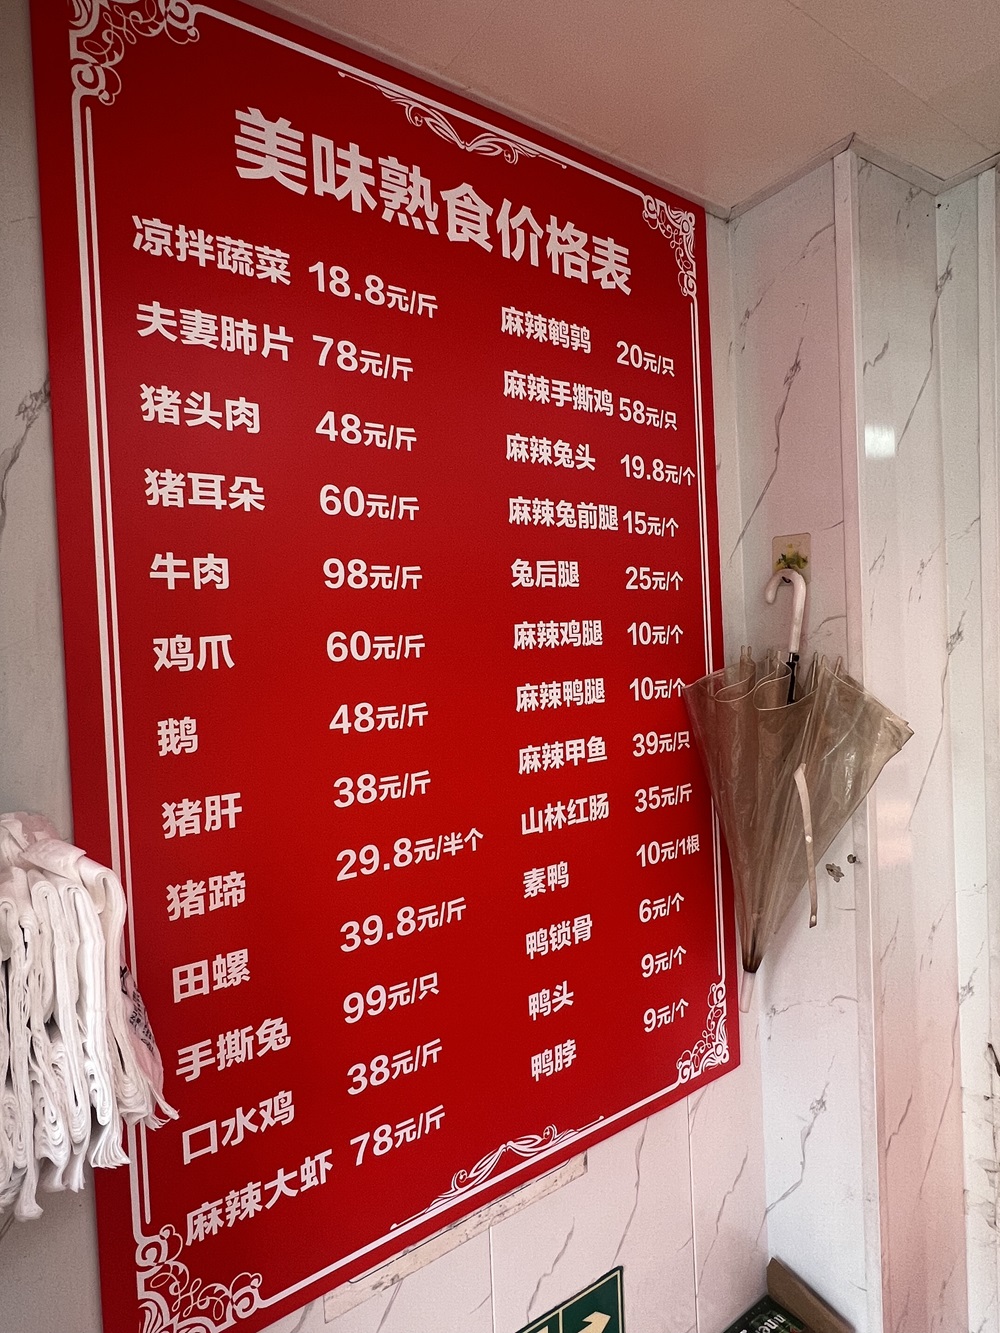 美味熟食价格表
凉拌蔬菜 18.8元/斤
夫妻肺片 78元/斤
猪头肉 48元/斤
猪耳朵 60元/斤
牛肉 98元/斤
鸡爪 60元/斤
鹅 48元/斤
猪肝 38元/斤
猪蹄 29.8元/半个
田螺 39.8元/斤
手撕兔 99元/只
口水鸡 38元/斤
麻辣大虾 78元/斤
麻辣鹌鹑 20元/只
麻辣手撕鸡 58元/只
麻辣兔头 19.8元/个
麻辣兔前腿 15元/个
兔后腿 25元/个
麻辣鸡腿 10元/个
麻辣鸭腿 10元/个
麻辣甲鱼 39元/只
山林红肠 35元/斤
素鸭 10元/1根
鸭锁骨 6元/个
鸭头 9元/个
鸭脖 9元/个